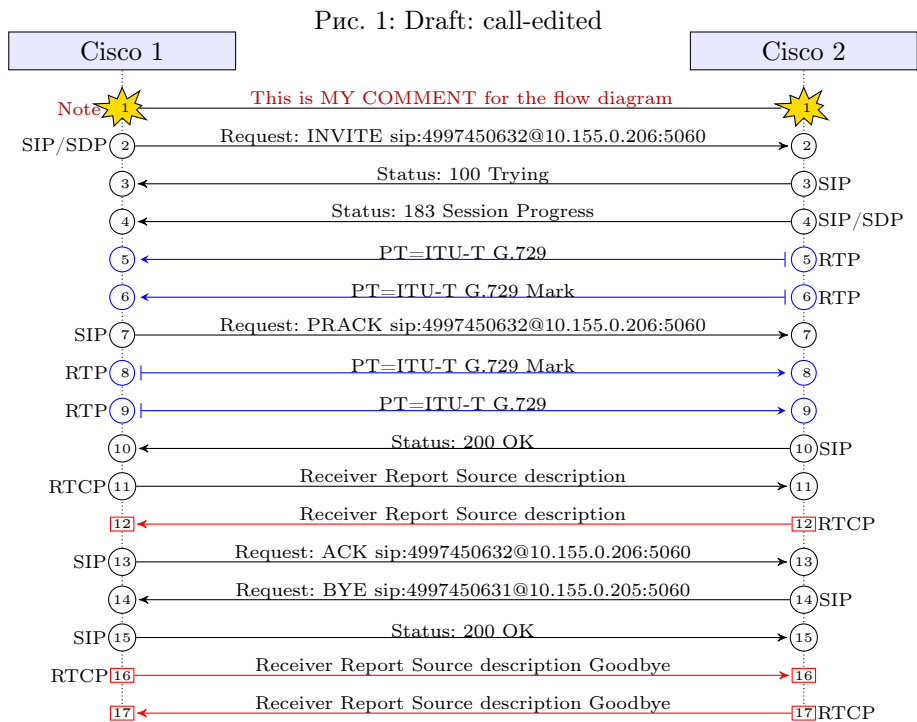 Рис. 1: Draft: call-edited
Cisco 1 Cisco 2
Note 1 This is MY COMMENT for the flow diagram 1
SIP/SDP 2 Request: INVITE sip:4997450632@10.155.0.206:5060 2
3 Status: 100 Trying 3 SIP
4 Status: 183 Session Progress 4 SIP/SDP
5 PT=ITU-T G.729 5 RTP
6 PT=ITU-T G.729 Mark 6 RTP
SIP 7 Request: PRACK sip:4997450632@10.155.0.206:5060 7
RTP 8 PT=ITU-T G.729 Mark 8
RTP 9 PT=ITU-T G.729 9
10 Status: 200 OK 10 SIP
RTCP 11 Receiver Report Source description 11
12 Receiver Report Source description 12 RTCP
SIP 13 Request: ACK sip:4997450632@10.155.0.206:5060 13
14 Request: BYE sip:4997450631@10.155.0.205:5060 14 SIP
SIP 15 Status: 200 OK 15
RTCP 16 Receiver Report Source description Goodbye 16
17 Receiver Report Source description Goodbye 17 RTCP